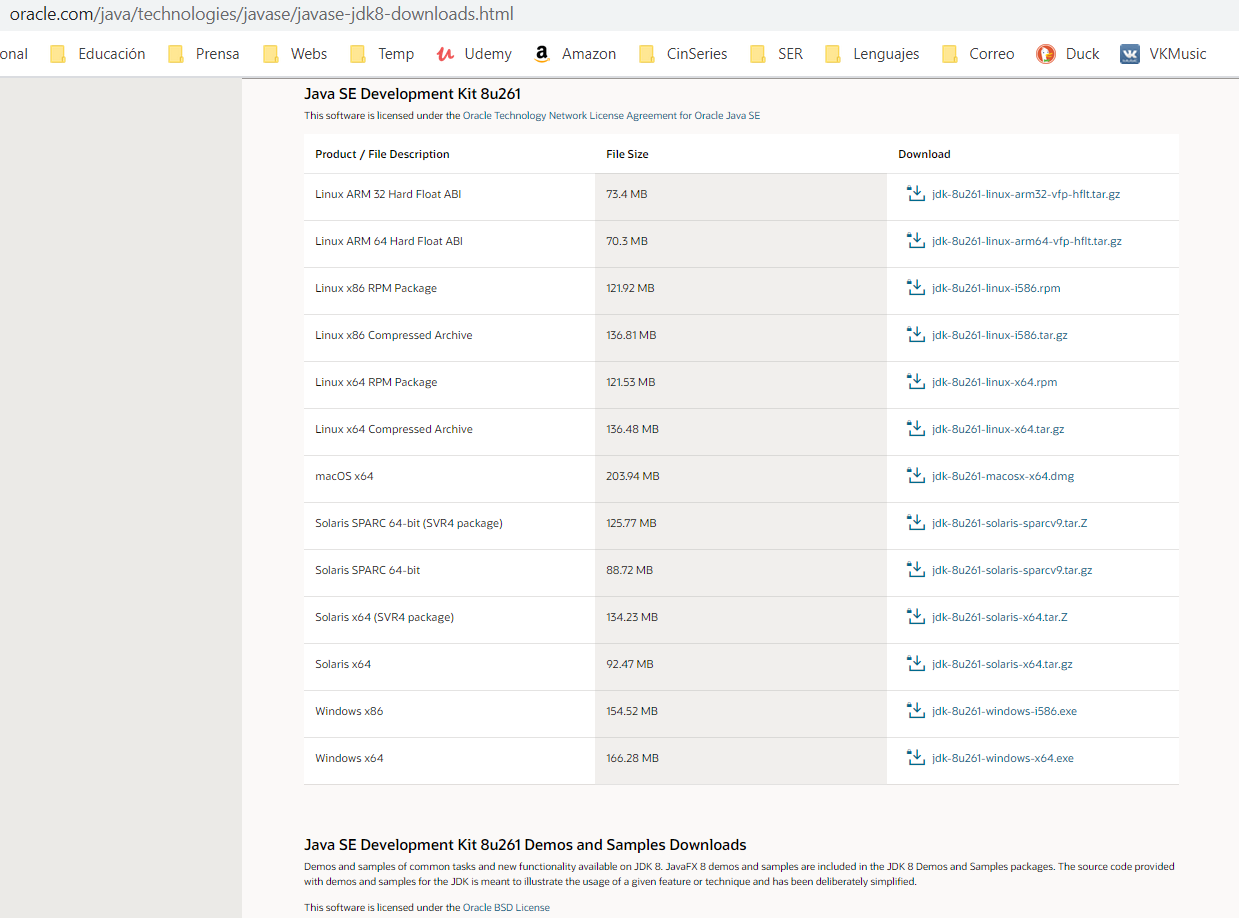 oracle.com/java/technologies/javase/javase-jdk8-downloads.html
onal Educación Prensa Webs Temp Udemy Amazon CinSeries SER Lenguajes Correo Duck VKMusic
Java SE Development Kit 8u261
This software is licensed under the Oracle Technology Network License Agreement for Oracle Java SE
Product / File Description File Size Download
Linux ARM 32 Hard Float ABI 73.4 MB jdk-8u261-linux-arm32-vfp-hflt.tar.gz
Linux ARM 64 Hard Float ABI 70.3 MB jdk-8u261-linux-arm64-vfp-hflt.tar.gz
Linux x86 RPM Package 121.92 MB jdk-8u261-linux-i586.rpm
Linux x86 Compressed Archive 136.81 MB jdk-8u261-linux-i586.tar.gz
Linux x64 RPM Package 121.53 MB jdk-8u261-linux-x64.rpm
Linux x64 Compressed Archive 136.48 MB jdk-8u261-linux-x64.tar.gz
macOS x64 203.94 MB jdk-8u261-macosx-x64.dmg
Solaris SPARC 64-bit (SVR4 package) 125.77 MB jdk-8u261-solaris-sparcv9.tar.Z
Solaris SPARC 64-bit 88.72 MB jdk-8u261-solaris-sparcv9.tar.gz
Solaris x64 (SVR4 package) 134.23 MB jdk-8u261-solaris-x64.tar.Z
Solaris x64 92.47 MB jdk-8u261-solaris-x64.tar.gz
Windows x86 154.52 MB jdk-8u261-windows-i586.exe
Windows x64 166.28 MB jdk-8u261-windows-x64.exe
Java SE Development Kit 8u261 Demos and Samples Downloads
Demos and samples of common tasks and new functionality available on JDK 8. JavaFX 8 demos and samples are included in the JDK 8 Demos and Samples packages. The source code provided
with demos and samples for the JDK is meant to illustrate the usage of a given feature or technique and has been deliberately simplified.
This software is licensed under the Oracle BSD License